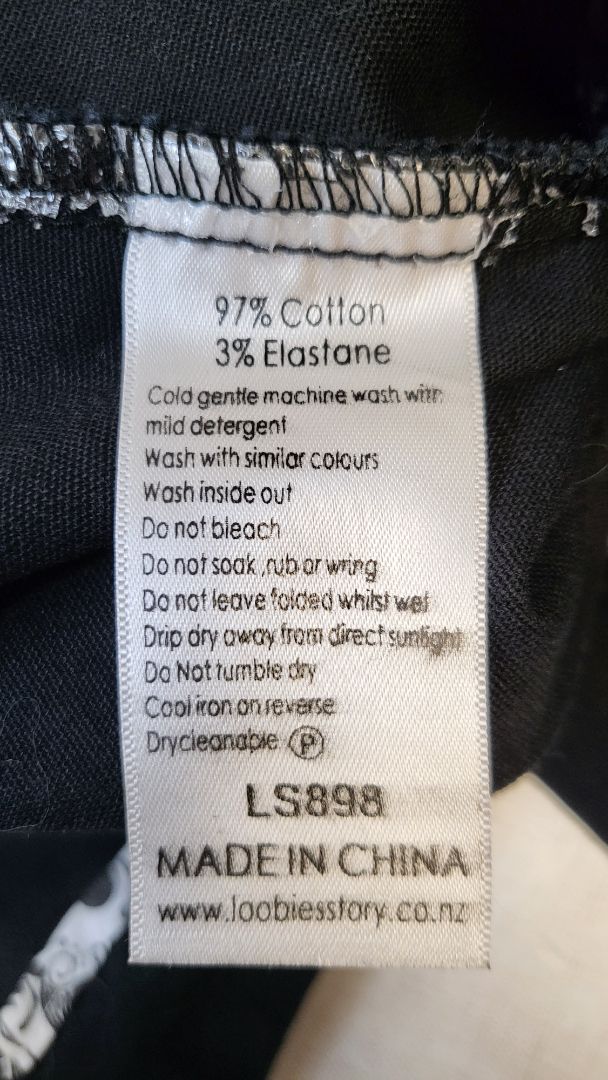 97% Cotton
3% Elastane
Cold gentle machine wash with
mild detergent
Wash with similar colours
Wash inside out
Do not bleach
Do not soak ,rub or wring
Do not leave folded whilst wet
Drip dry away from direct sunlight
Do Not tumble dry
Cool iron on reverse
Drycleanable Ⓟ
LS898
MADE IN CHINA
www.loobiesstory.co.nz